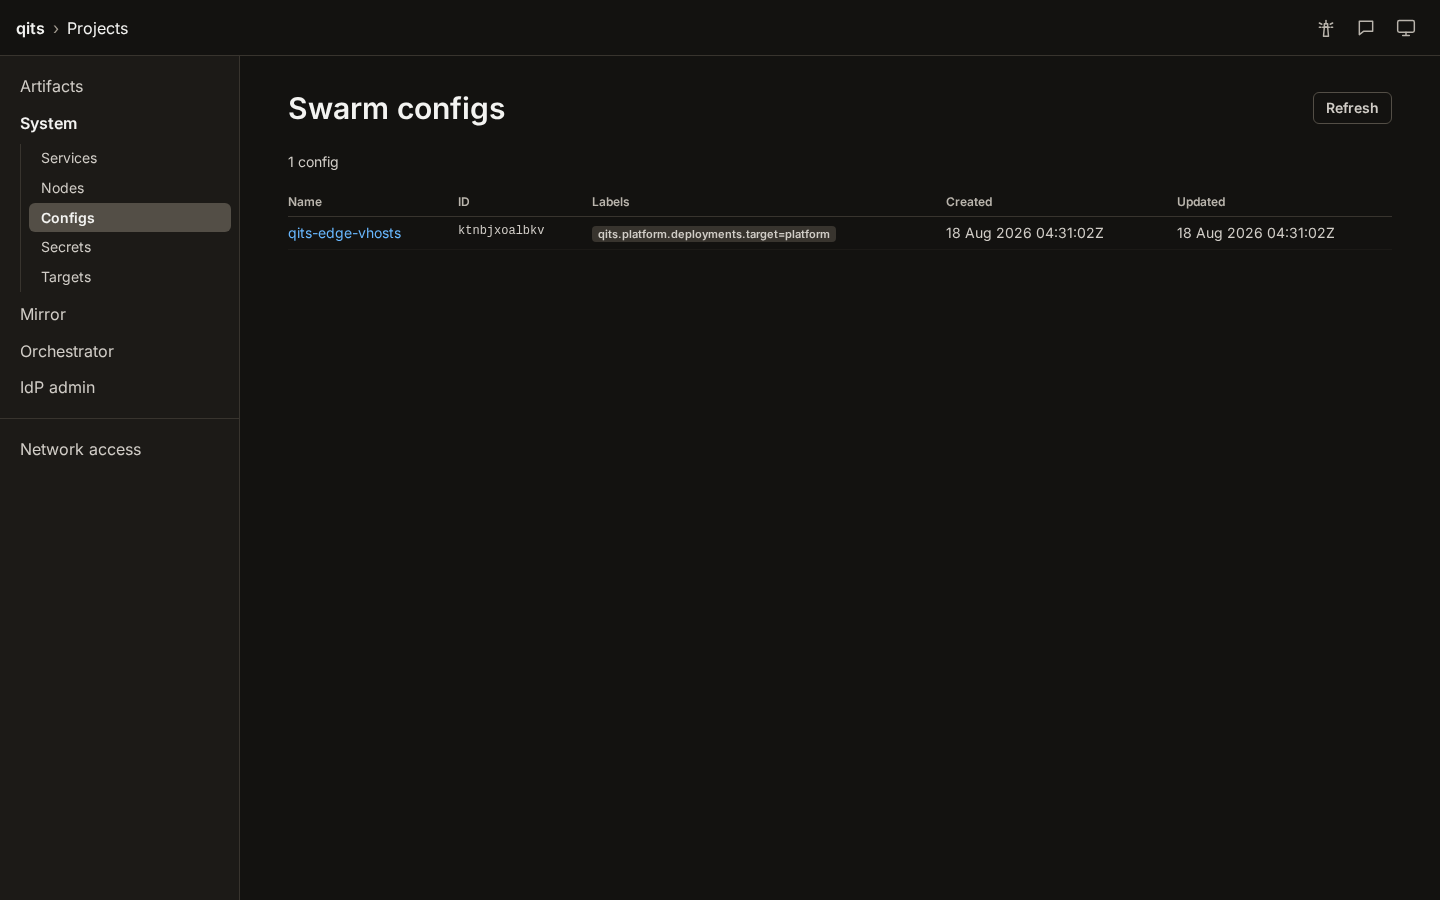 qits › Projects
Artifacts
System
Services
Nodes
Configs
Secrets
Targets
Mirror
Orchestrator
IdP admin
Network access
Swarm configs
Refresh
1 config
Name ID Labels Created Updated
qits-edge-vhosts ktnbjxoalbkv qits.platform.deployments.target=platform 18 Aug 2026 04:31:02Z 18 Aug 2026 04:31:02Z